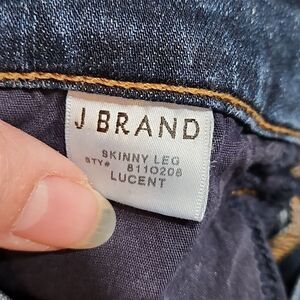 J BRAND
SKINNY LEG
STY# 8110208
LUCENT